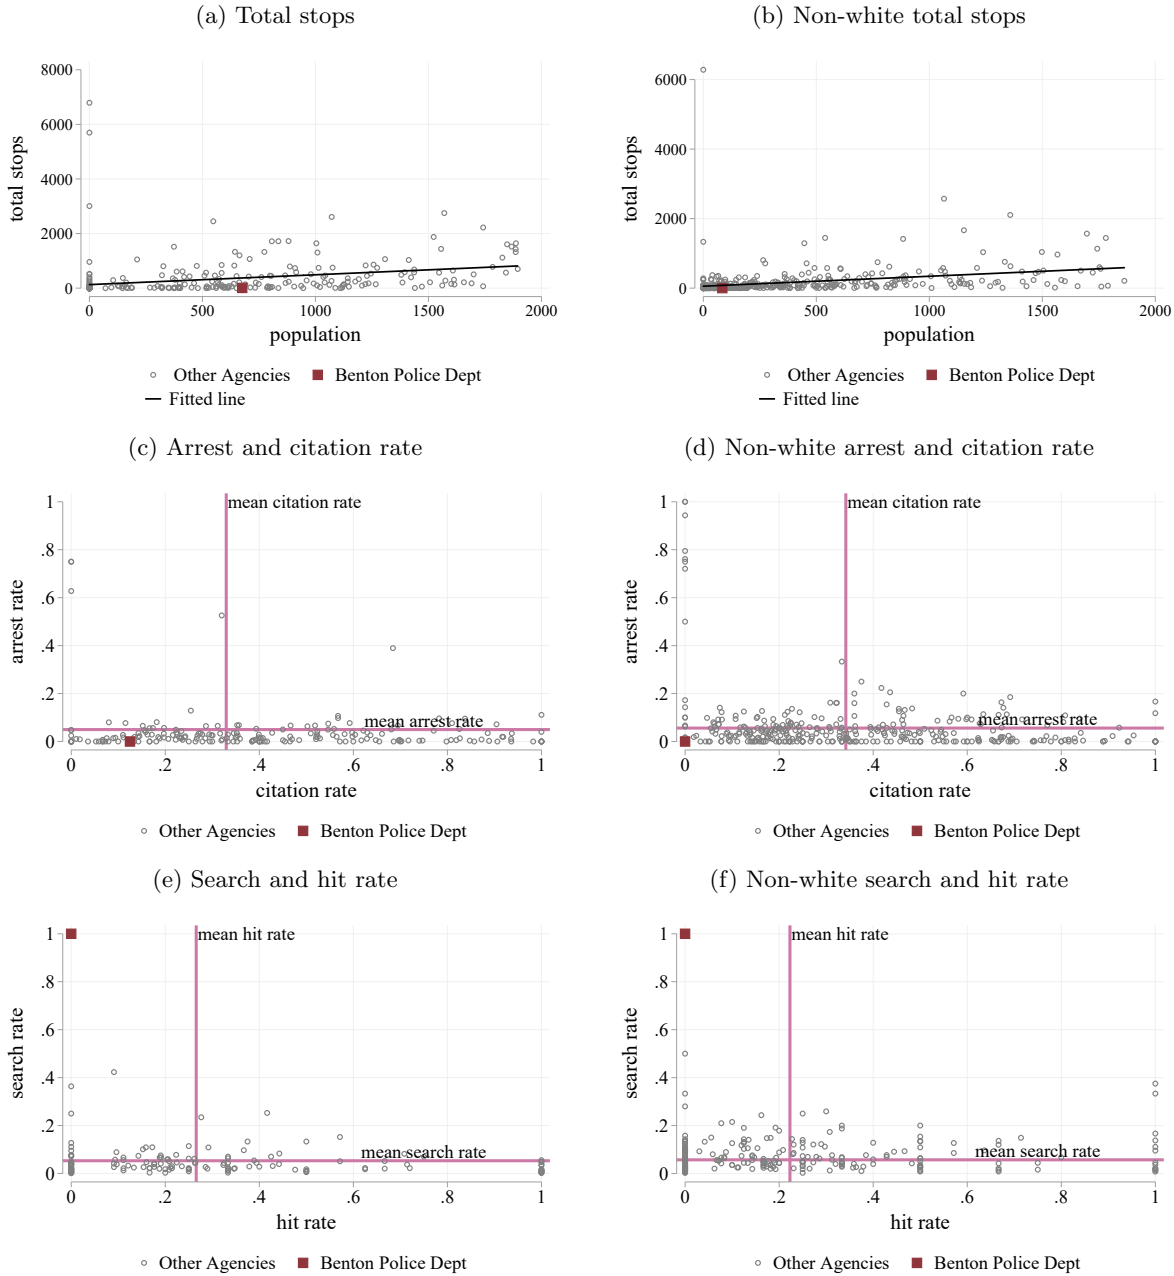 (a) Total stops
(b) Non-white total stops
total stops
8000
6000
4000
2000
0
0 500 1000 1500 2000
population
Other Agencies Benton Police Dept
Fitted line
total stops
6000
4000
2000
0
0 500 1000 1500 2000
population
Other Agencies Benton Police Dept
Fitted line
(c) Arrest and citation rate
(d) Non-white arrest and citation rate
arrest rate
1
.8
.6
.4
.2
0
mean citation rate
mean arrest rate
0 .2 .4 .6 .8 1
citation rate
Other Agencies Benton Police Dept
arrest rate
1
.8
.6
.4
.2
0
mean citation rate
mean arrest rate
0 .2 .4 .6 .8 1
citation rate
Other Agencies Benton Police Dept
(e) Search and hit rate
(f) Non-white search and hit rate
search rate
1
.8
.6
.4
.2
0
mean hit rate
mean search rate
0 .2 .4 .6 .8 1
hit rate
Other Agencies Benton Police Dept
search rate
1
.8
.6
.4
.2
0
mean hit rate
mean search rate
0 .2 .4 .6 .8 1
hit rate
Other Agencies Benton Police Dept